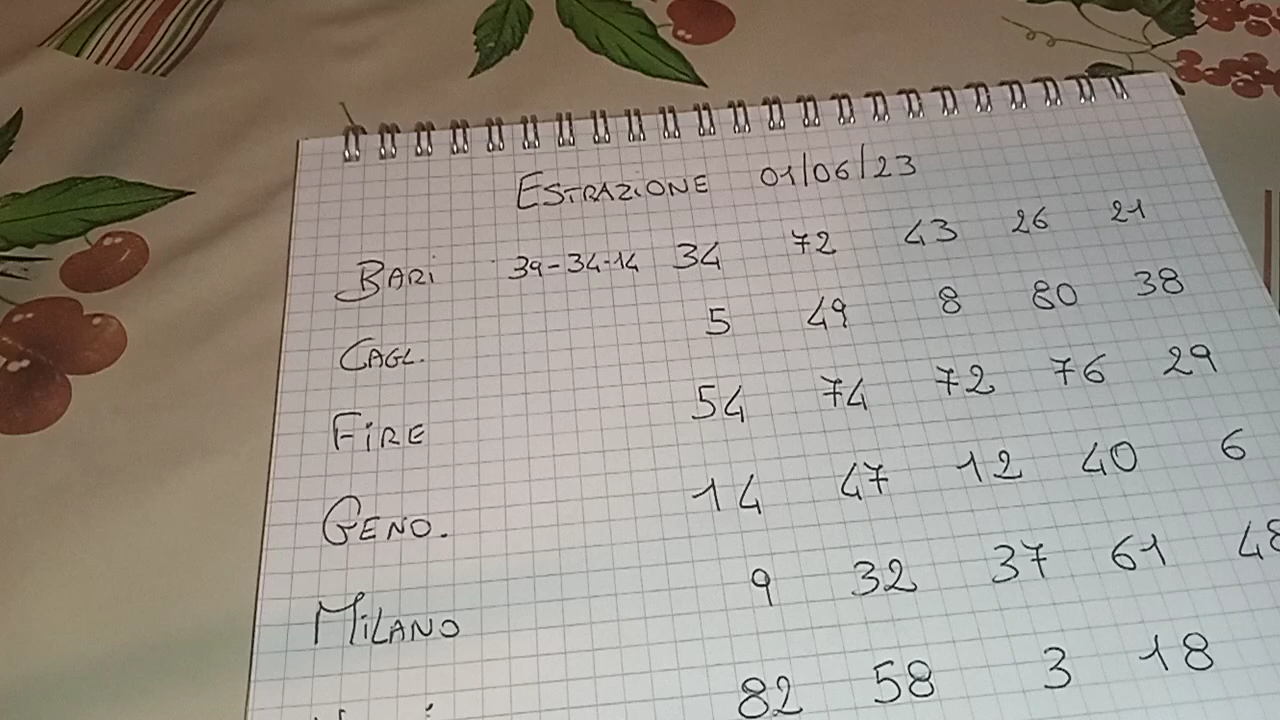 ESTRAZIONE 01/06/23
BARI 39-34-14 34 72 43 26 21
CAGL. 5 49 8 80 38
FIRE 54 74 72 76 29
GENO. 14 47 12 40 6
MILANO 9 32 37 61 48
82 58 3 18